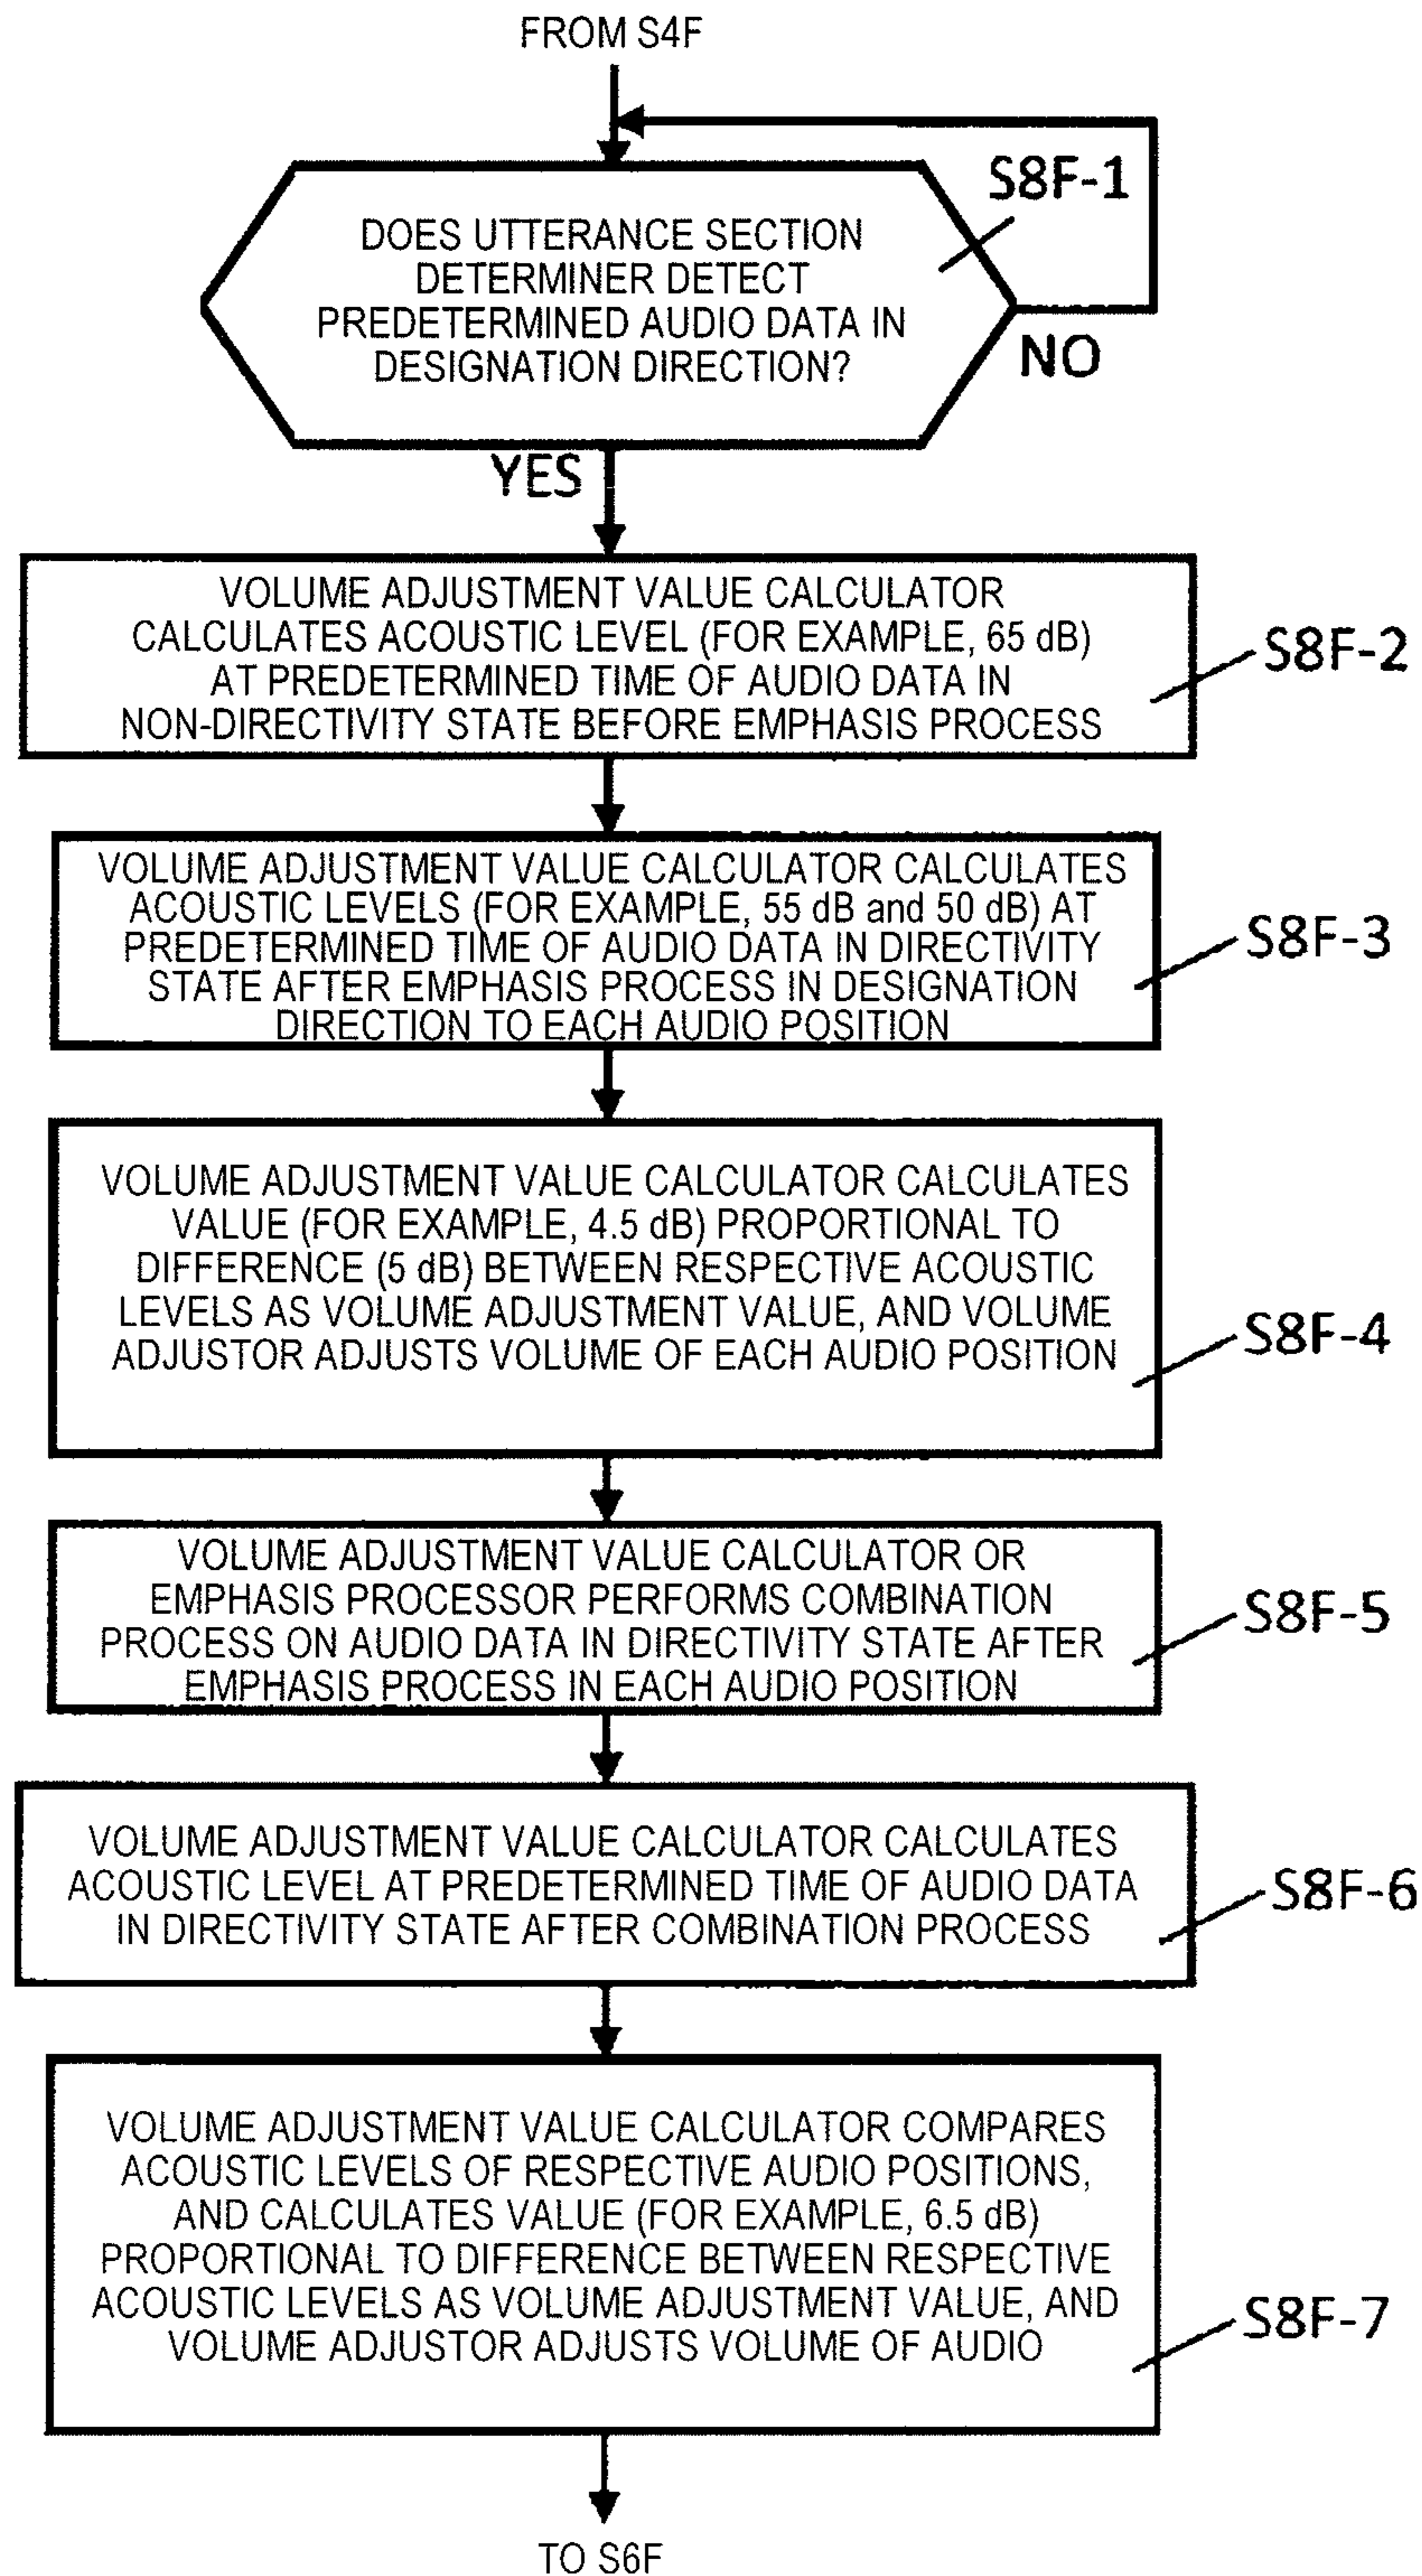 FROM S4F
S8F-1
DOES UTTERANCE SECTION
DETERMINER DETECT
PREDETERMINED AUDIO DATA IN
DESIGNATION DIRECTION?
NO
YES
VOLUME ADJUSTMENT VALUE CALCULATOR
CALCULATES ACOUSTIC LEVEL (FOR EXAMPLE, 65 dB)
AT PREDETERMINED TIME OF AUDIO DATA IN
NON-DIRECTIVITY STATE BEFORE EMPHASIS PROCESS
S8F-2
VOLUME ADJUSTMENT VALUE CALCULATOR CALCULATES
ACOUSTIC LEVELS (FOR EXAMPLE, 55 dB and 50 dB) AT
PREDETERMINED TIME OF AUDIO DATA IN DIRECTIVITY
STATE AFTER EMPHASIS PROCESS IN DESIGNATION
DIRECTION TO EACH AUDIO POSITION
S8F-3
VOLUME ADJUSTMENT VALUE CALCULATOR CALCULATES
VALUE (FOR EXAMPLE, 4.5 dB) PROPORTIONAL TO
DIFFERENCE (5 dB) BETWEEN RESPECTIVE ACOUSTIC
LEVELS AS VOLUME ADJUSTMENT VALUE, AND VOLUME
ADJUSTOR ADJUSTS VOLUME OF EACH AUDIO POSITION
S8F-4
VOLUME ADJUSTMENT VALUE CALCULATOR OR
EMPHASIS PROCESSOR PERFORMS COMBINATION
PROCESS ON AUDIO DATA IN DIRECTIVITY STATE AFTER
EMPHASIS PROCESS IN EACH AUDIO POSITION
S8F-5
VOLUME ADJUSTMENT VALUE CALCULATOR CALCULATES
ACOUSTIC LEVEL AT PREDETERMINED TIME OF AUDIO DATA
IN DIRECTIVITY STATE AFTER COMBINATION PROCESS
S8F-6
VOLUME ADJUSTMENT VALUE CALCULATOR COMPARES
ACOUSTIC LEVELS OF RESPECTIVE AUDIO POSITIONS,
AND CALCULATES VALUE (FOR EXAMPLE, 6.5 dB)
PROPORTIONAL TO DIFFERENCE BETWEEN RESPECTIVE
ACOUSTIC LEVELS AS VOLUME ADJUSTMENT VALUE, AND
VOLUME ADJUSTOR ADJUSTS VOLUME OF AUDIO
S8F-7
TO S6F